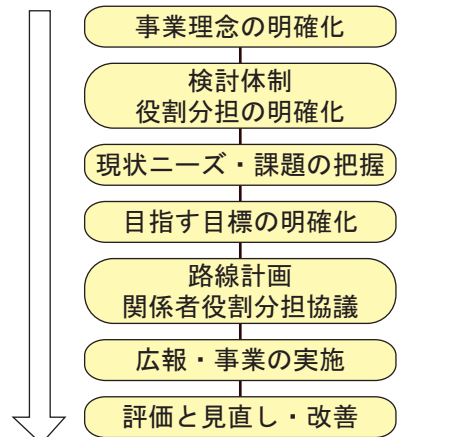 事業理念の明確化
検討体制
役割分担の明確化
現状ニーズ・課題の把握
目指す目標の明確化
路線計画
関係者役割分担協議
広報・事業の実施
評価と見直し・改善